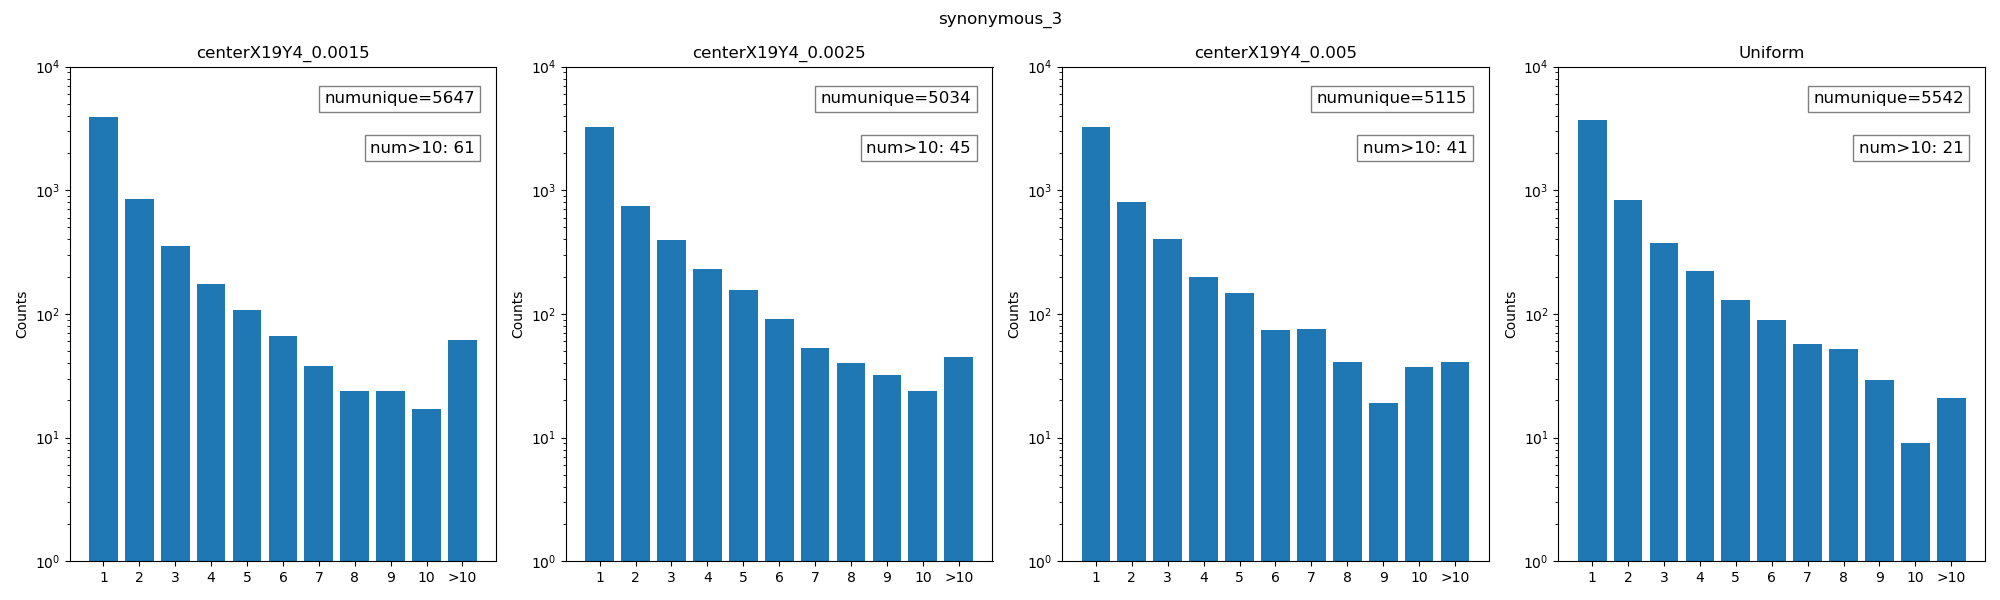 synonymous_3
centerX19Y4_0.0015
numunique=5647
num>10: 61
Counts
10^4
10^3
10^2
10^1
10^0
1 2 3 4 5 6 7 8 9 10 >10
centerX19Y4_0.0025
numunique=5034
num>10: 45
Counts
10^4
10^3
10^2
10^1
10^0
1 2 3 4 5 6 7 8 9 10 >10
centerX19Y4_0.005
numunique=5115
num>10: 41
Counts
10^4
10^3
10^2
10^1
10^0
1 2 3 4 5 6 7 8 9 10 >10
Uniform
numunique=5542
num>10: 21
Counts
10^4
10^3
10^2
10^1
10^0
1 2 3 4 5 6 7 8 9 10 >10